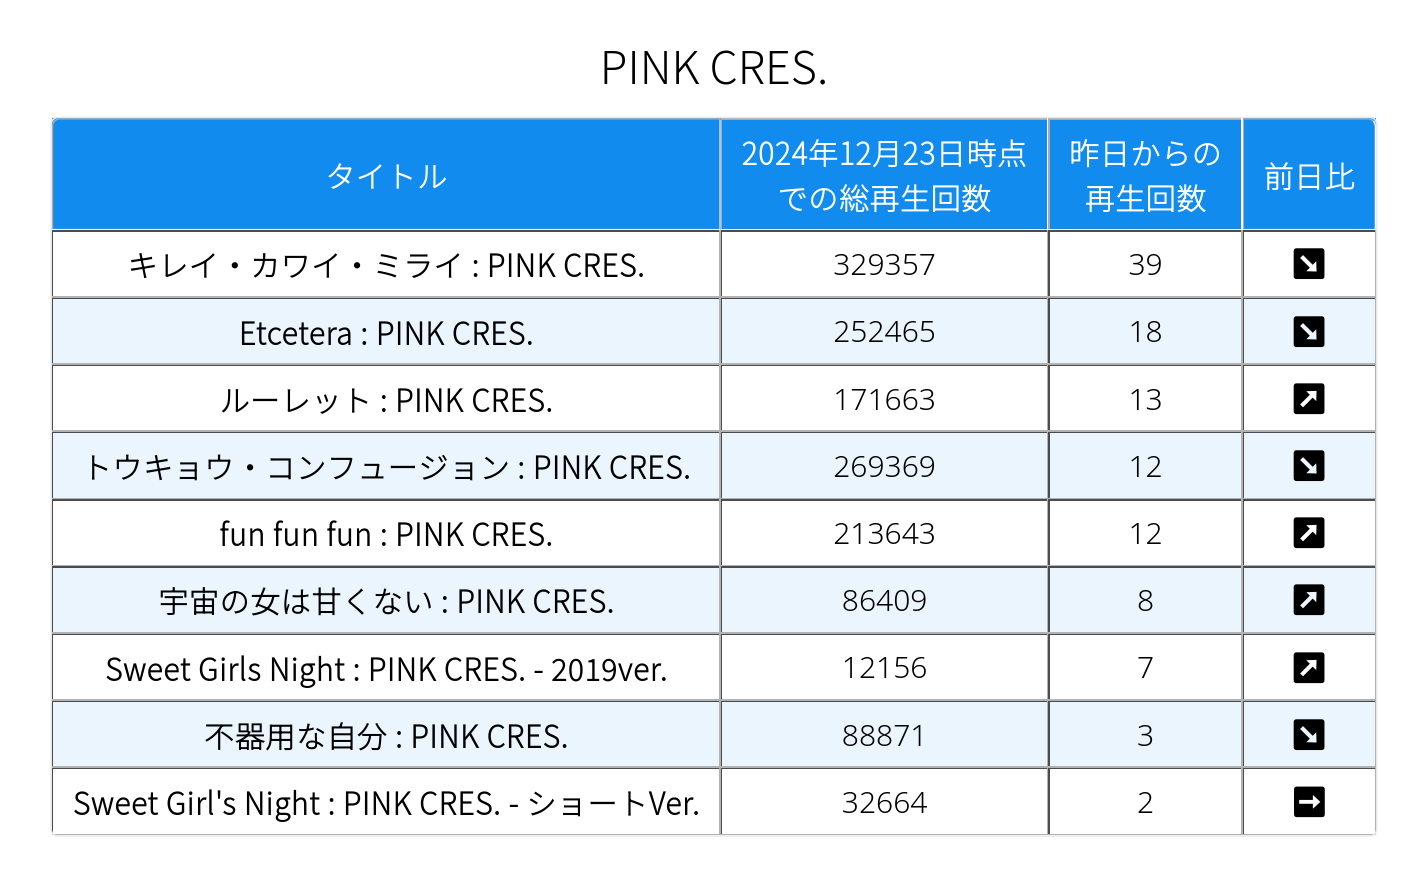 PINK CRES.
タイトル
2024年12月23日時点
での総再生回数
昨日からの
再生回数
前日比
キレイ・カワイ・ミライ : PINK CRES. 329357 39 ↘
Etcetera : PINK CRES. 252465 18 ↘
ルーレット : PINK CRES. 171663 13 ↗
トウキョウ・コンフュージョン : PINK CRES. 269369 12 ↘
fun fun fun : PINK CRES. 213643 12 ↗
宇宙の女は甘くない : PINK CRES. 86409 8 ↗
Sweet Girls Night : PINK CRES. - 2019ver. 12156 7 ↗
不器用な自分 : PINK CRES. 88871 3 ↘
Sweet Girl's Night : PINK CRES. - ショートVer. 32664 2 →